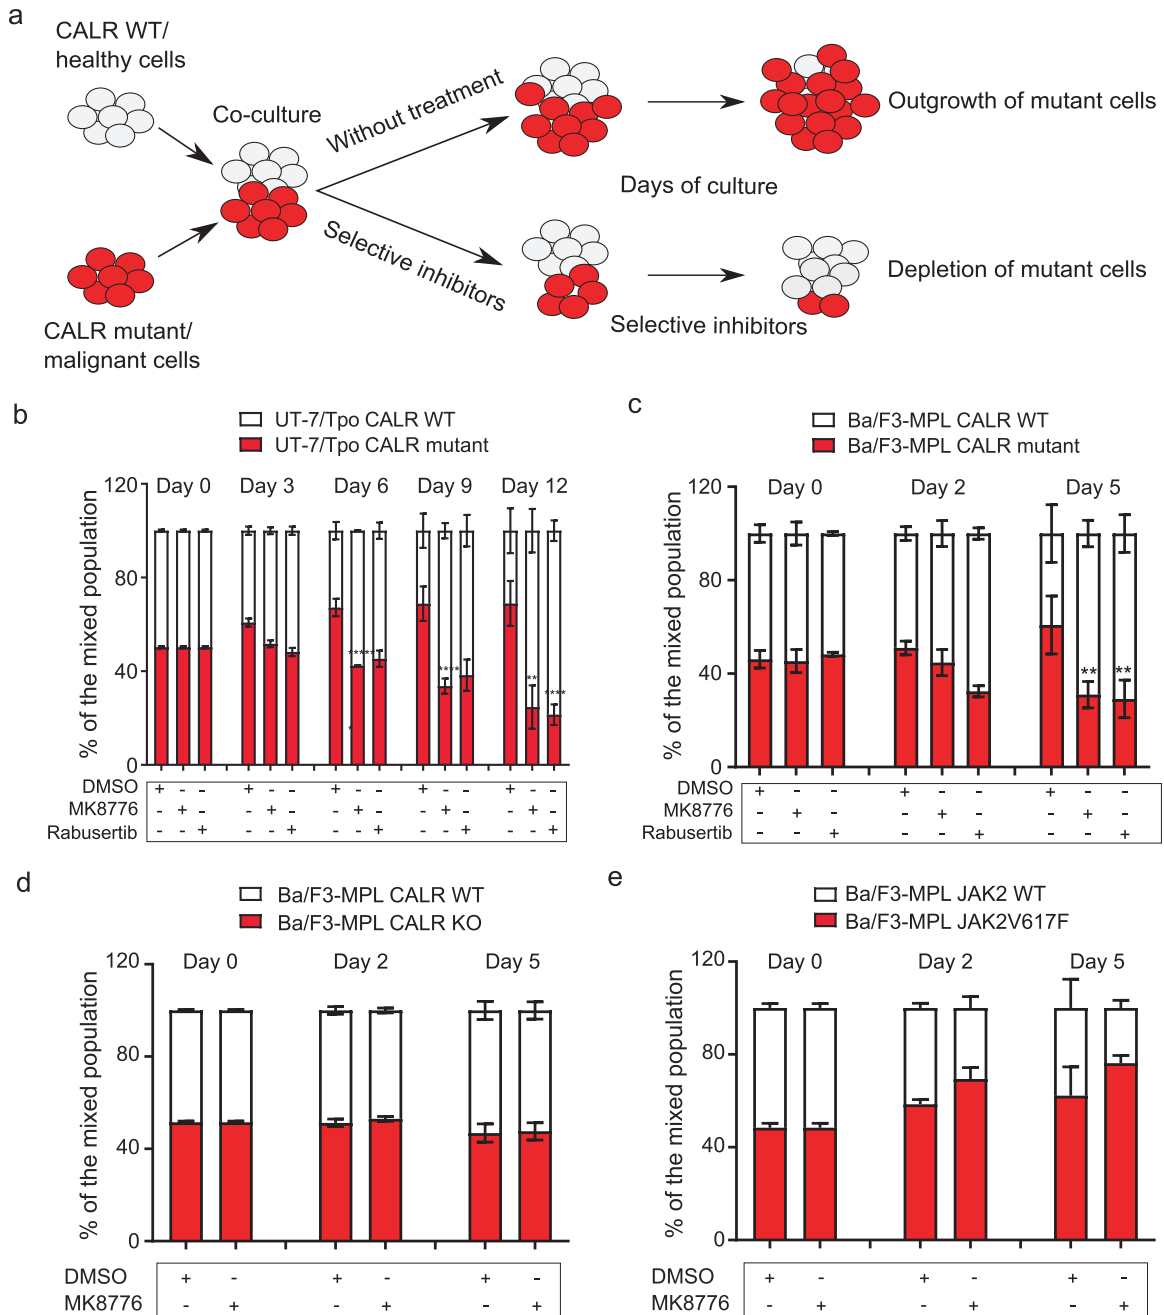 a
CALR WT/
healthy cells
Co-culture
Without treatment
Outgrowth of mutant cells
Days of culture
Selective inhibitors
Selective inhibitors
Depletion of mutant cells
CALR mutant/
malignant cells
b
UT-7/Tpo CALR WT
UT-7/Tpo CALR mutant
% of the mixed population
120
80
40
0
Day 0 Day 3 Day 6 Day 9 Day 12
***** **** ** ****
*
DMSO + - - + - - + - - + - - + - -
MK8776 - + - - + - - + - - + - - + -
Rabusertib - - + - - + - - + - - + - - +
c
Ba/F3-MPL CALR WT
Ba/F3-MPL CALR mutant
% of the mixed population
120
80
40
0
Day 0 Day 2 Day 5
** **
DMSO + - - + - - + - -
MK8776 - + - - + - - + -
Rabusertib - - + - - + - - +
d
Ba/F3-MPL CALR WT
Ba/F3-MPL CALR KO
% of the mixed population
120
80
40
0
Day 0 Day 2 Day 5
DMSO + - + - + -
MK8776 - + - + - +
e
Ba/F3-MPL JAK2 WT
Ba/F3-MPL JAK2V617F
% of the mixed population
120
80
40
0
Day 0 Day 2 Day 5
DMSO + - + - + -
MK8776 - + - + - +